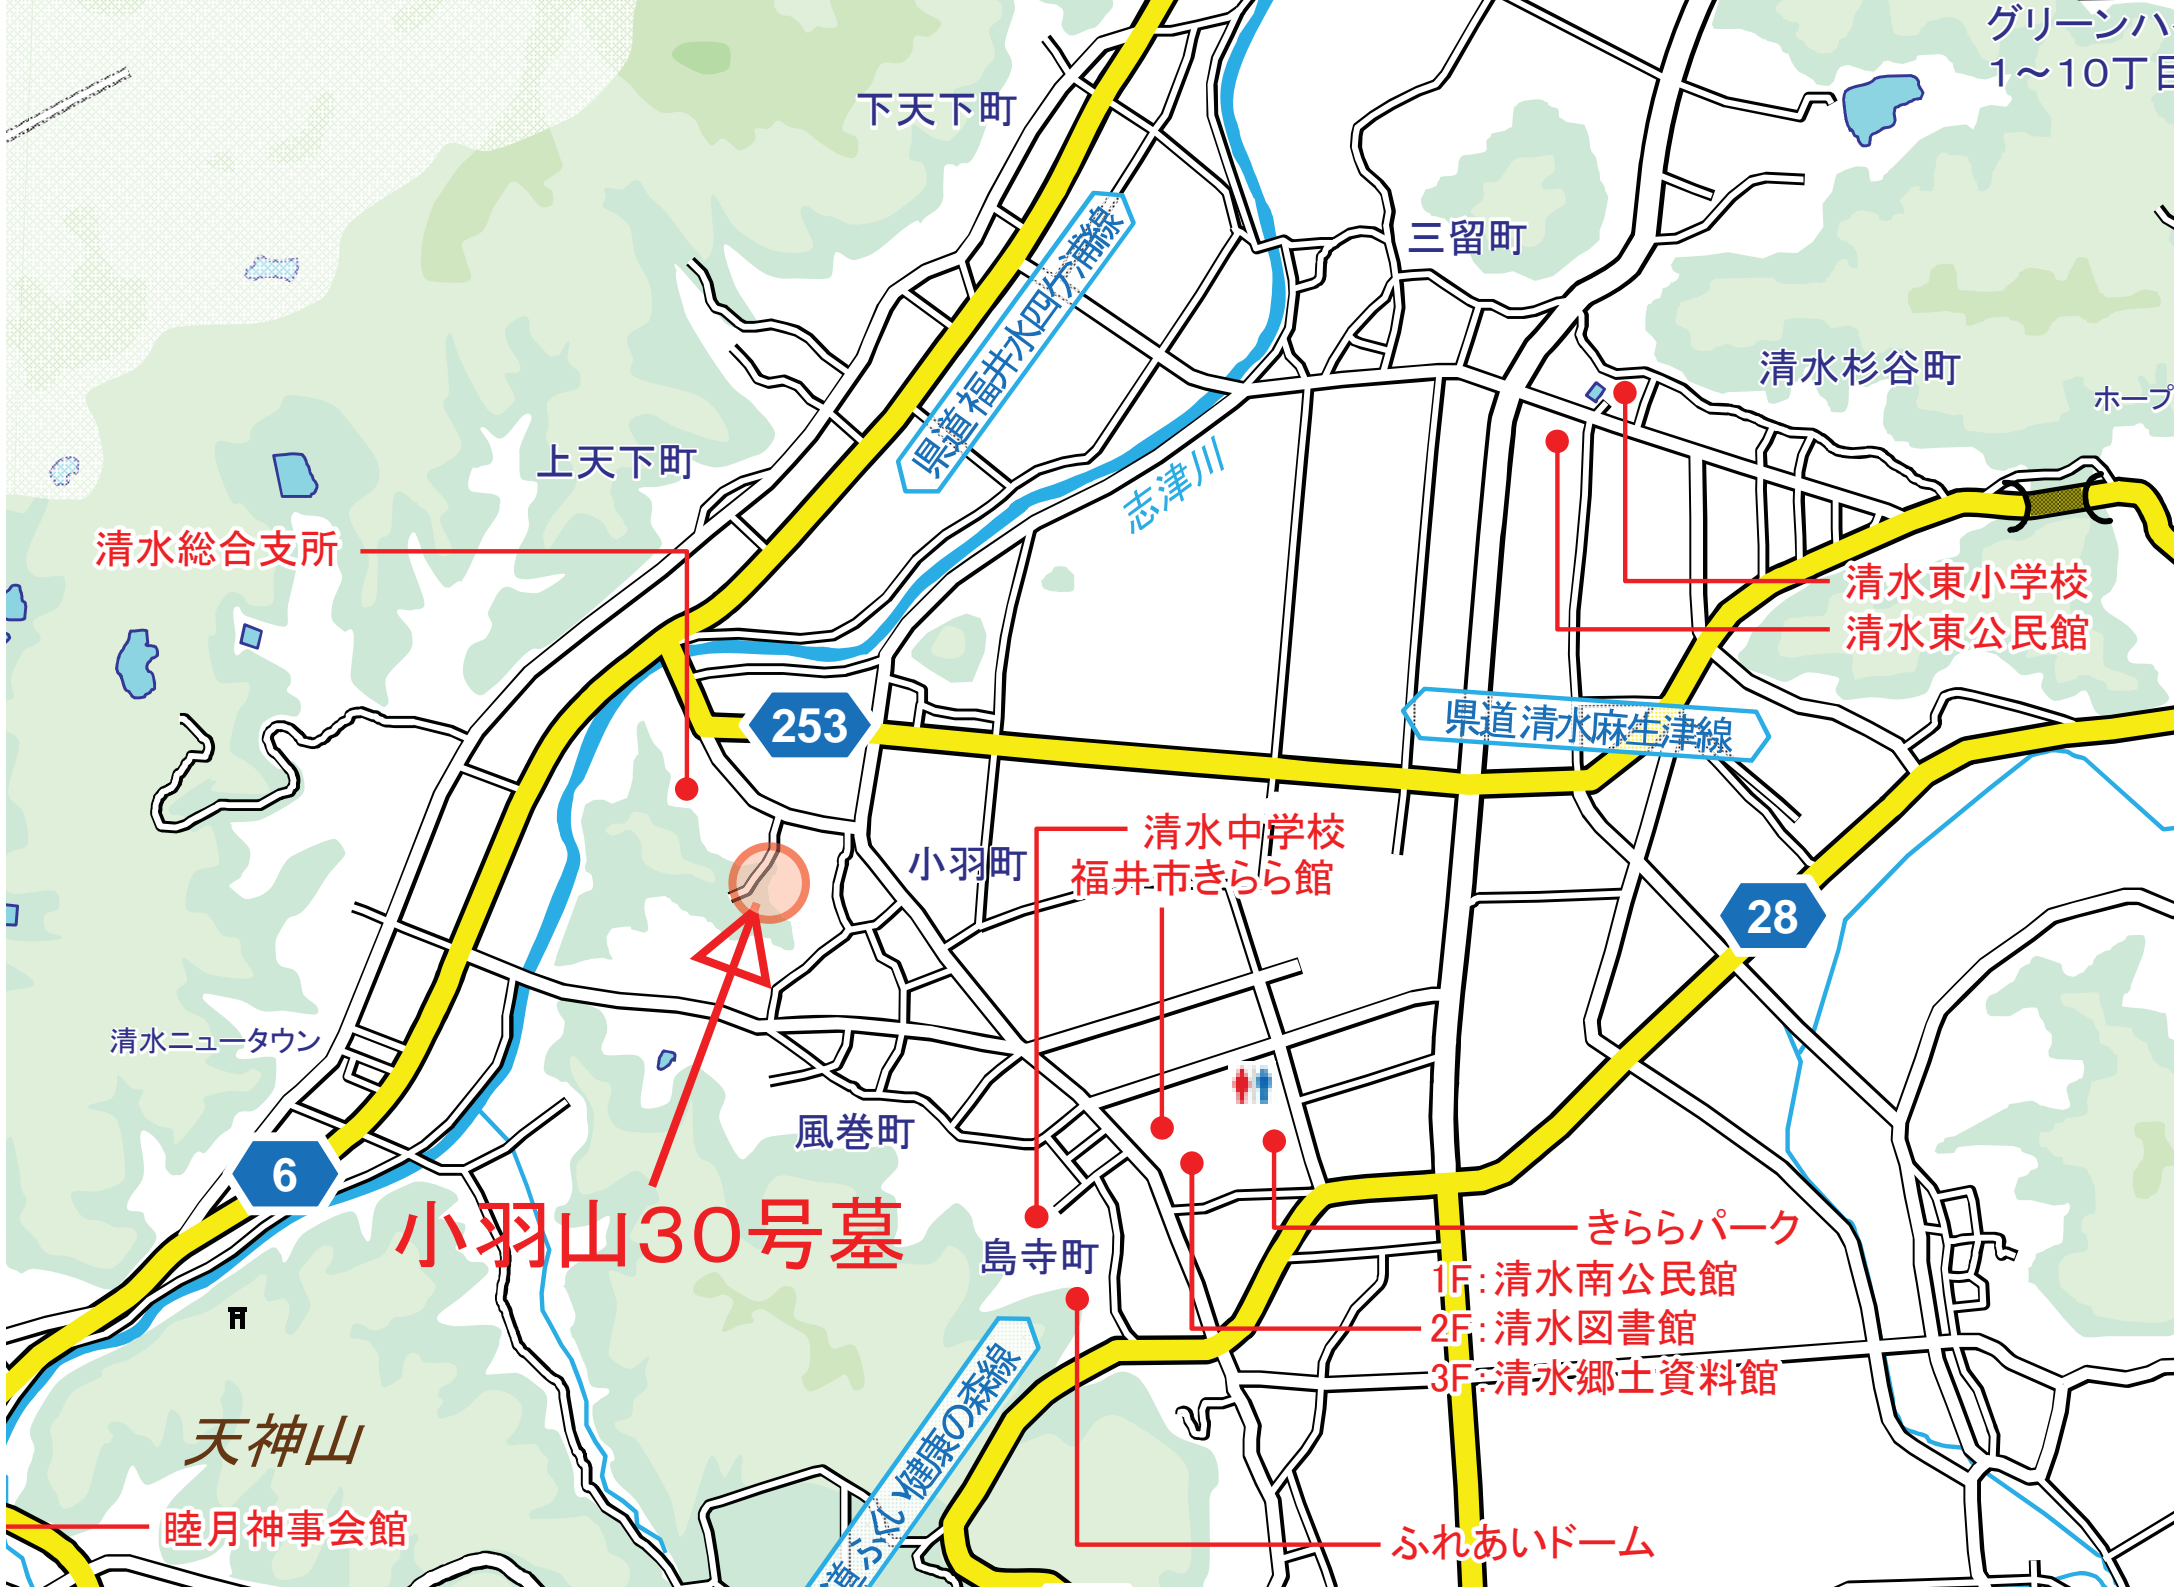 グリーンハ
1～10丁目
下天下町
県道 福井水四ケ浦線
三留町
清水杉谷町
ホープ
上天下町
志津川
清水総合支所
清水東小学校
清水東公民館
253
県道 清水麻生津線
清水中学校
福井市きらら館
小羽町
28
清水ニュータウン
風巻町
6
小羽山30号墓
島寺町
きららパーク
1F：清水南公民館
2F：清水図書館
3F：清水郷土資料館
道 ふくい健康の森線
天神山
睦月神事会館
ふれあいドーム